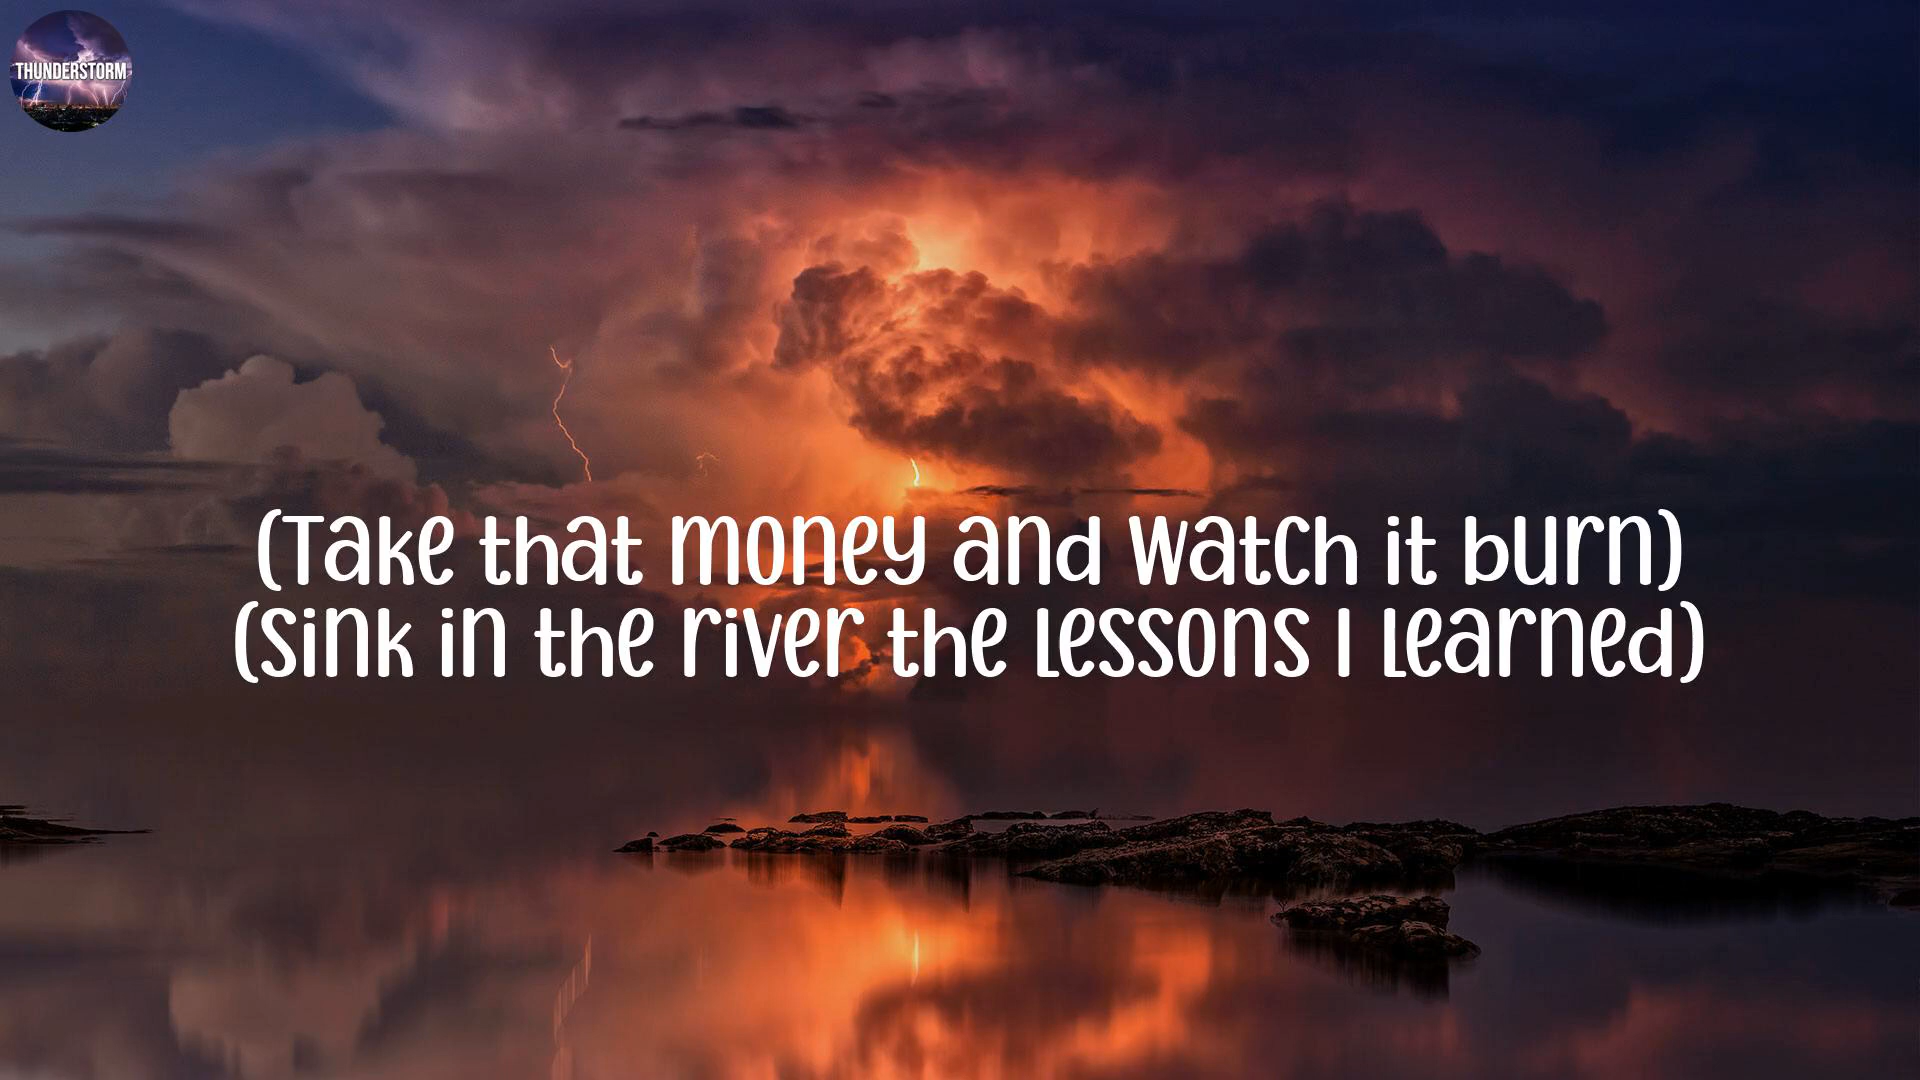 THUNDERSTORM
(Take that money and watch it burn)
(Sink in the river the lessons I learned)